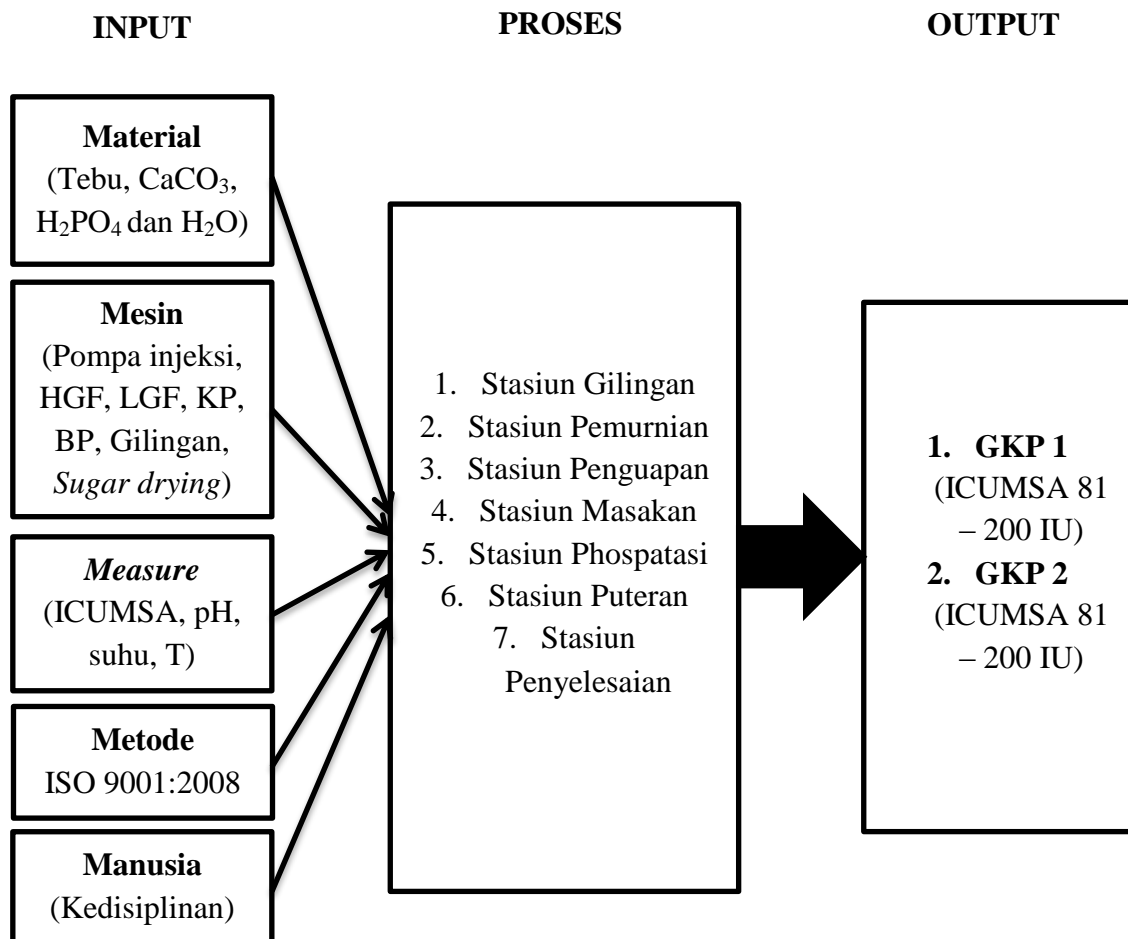 INPUT
PROSES
OUTPUT
Material
(Tebu, CaCO₃,
H₂PO₄ dan H₂O)
Mesin
(Pompa injeksi,
HGF, LGF, KP,
BP, Gilingan,
Sugar drying)
Measure
(ICUMSA, pH,
suhu, T)
Metode
ISO 9001:2008
Manusia
(Kedisiplinan)
1. Stasiun Gilingan
2. Stasiun Pemurnian
3. Stasiun Penguapan
4. Stasiun Masakan
5. Stasiun Phospatasi
6. Stasiun Puteran
7. Stasiun
Penyelesaian
1. GKP 1
(ICUMSA 81
– 200 IU)
2. GKP 2
(ICUMSA 81
– 200 IU)